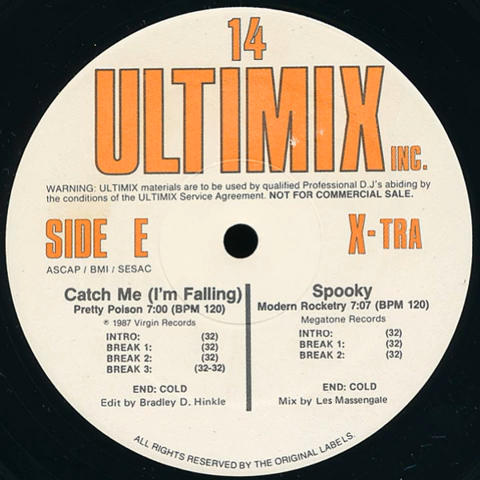 14
ULTIMIX INC.
WARNING: ULTIMIX materials are to be used by qualified Professional D.J's abiding by
the conditions of the ULTIMIX Service Agreement. NOT FOR COMMERCIAL SALE.
SIDE E
X-TRA
ASCAP / BMI / SESAC
Catch Me (I'm Falling)
Pretty Poison 7:00 (BPM 120)
℗ 1987 Virgin Records
INTRO: (32)
BREAK 1: (32)
BREAK 2: (32)
BREAK 3: (32-32)
END: COLD
Edit by Bradley D. Hinkle
Spooky
Modern Rocketry 7:07 (BPM 120)
Megatone Records
INTRO: (32)
BREAK 1: (32)
BREAK 2: (32)
END: COLD
Mix by Les Massengale
ALL RIGHTS RESERVED BY THE ORIGINAL LABELS.